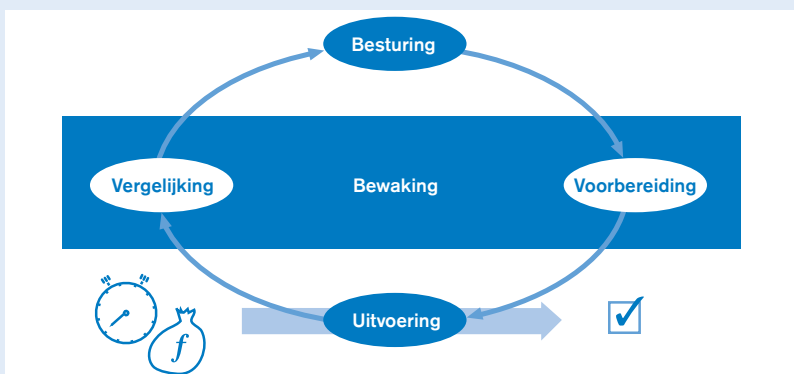 Besturing
Vergelijking
Bewaking
Voorbereiding
Uitvoering
f